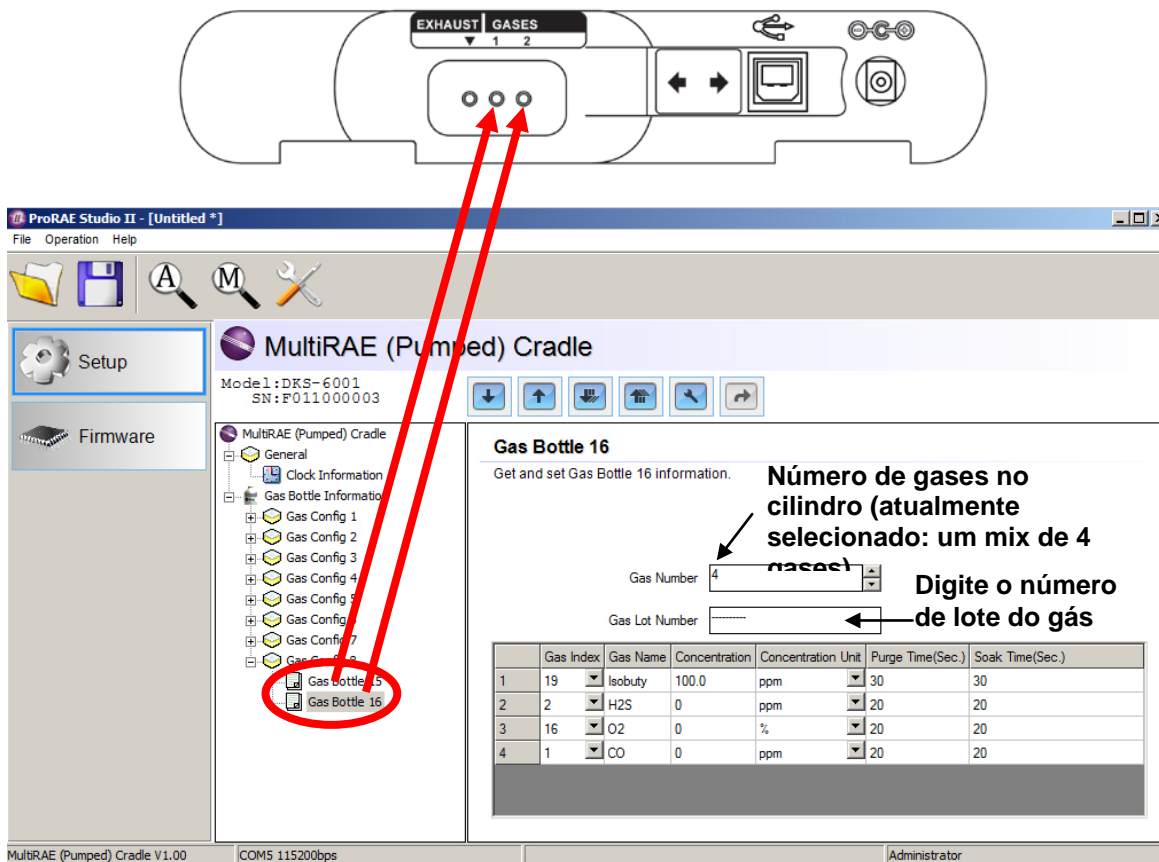 EXHAUST GASES
▼ 1 2
ProRAE Studio II - [Untitled *]
File Operation Help
A M
Setup
Firmware
MultiRAE (Pumped) Cradle
Model:DKS-6001
SN:F011000003
MultiRAE (Pumped) Cradle
General
Clock Information
Gas Bottle Information
Gas Config 1
Gas Config 2
Gas Config 3
Gas Config 4
Gas Config 5
Gas Config
Gas Config 7
Gas Config 8
Gas Bottle 15
Gas Bottle 16
Gas Bottle 16
Get and set Gas Bottle 16 information.
Número de gases no
cilindro (atualmente
selecionado: um mix de 4
gases)
Gas Number 4
Digite o número
de lote do gás
Gas Lot Number ----------
Gas Index Gas Name Concentration Concentration Unit Purge Time(Sec.) Soak Time(Sec.)
1 19 Isobuty 100.0 ppm 30 30
2 2 H2S 0 ppm 20 20
3 16 O2 0 % 20 20
4 1 CO 0 ppm 20 20
MultiRAE (Pumped) Cradle V1.00 COM5 115200bps Administrator